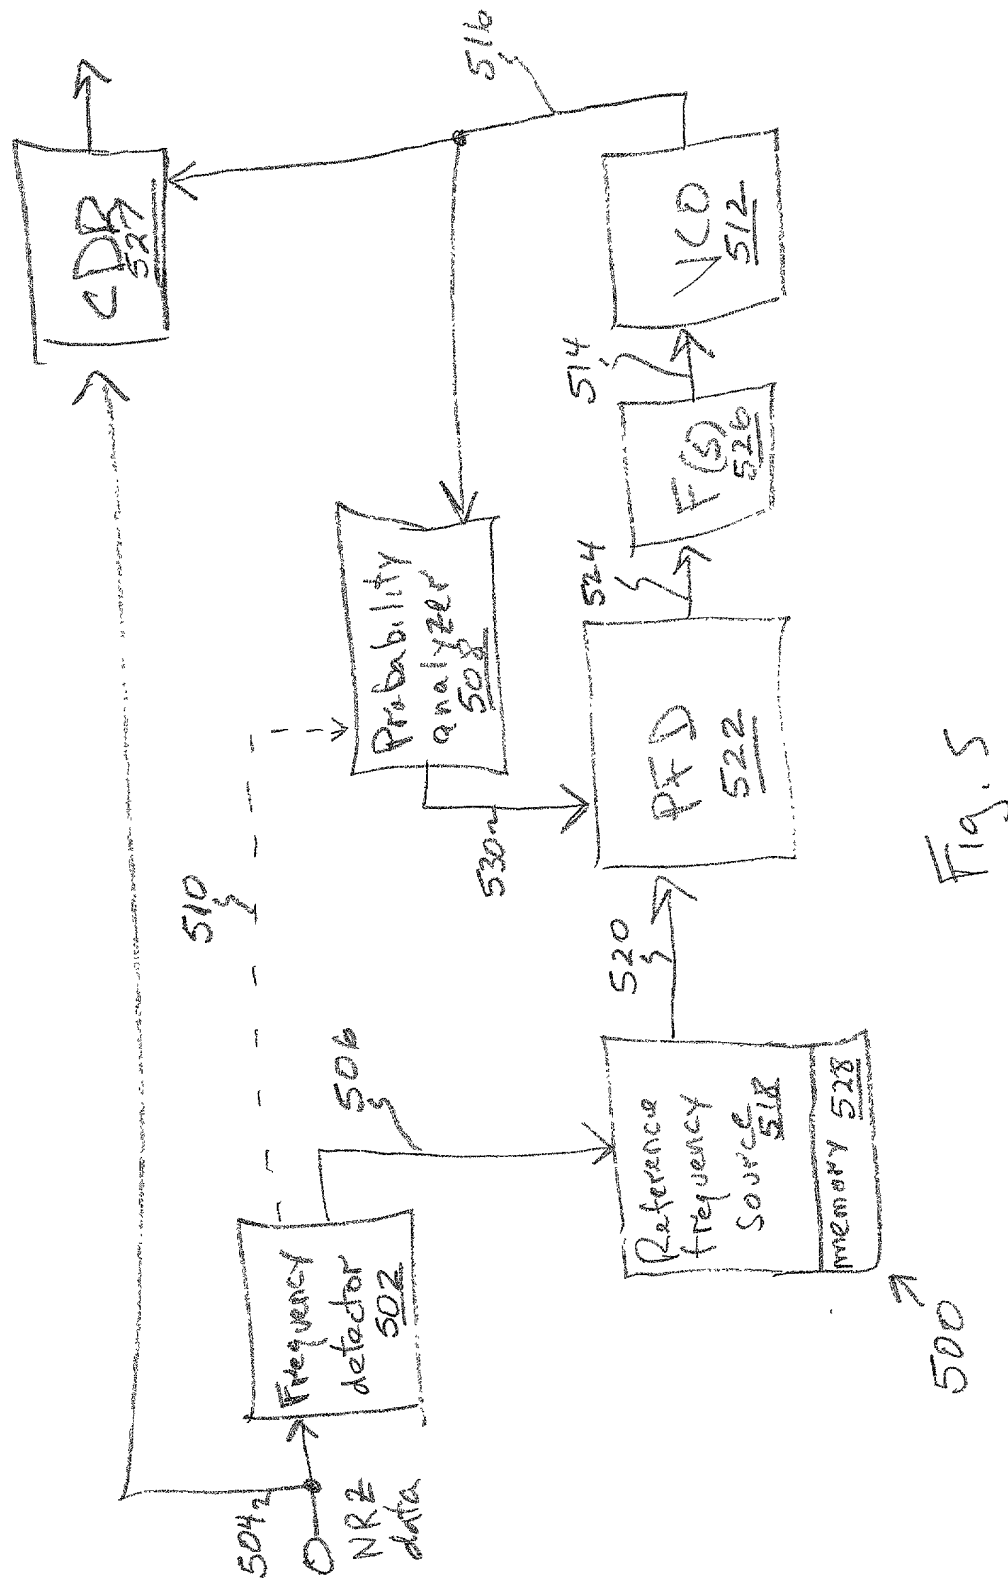 504
NRZ
data
Frequency
detector
502
506
510
Reference
frequency
source
518
memory 528
500
520
530
Probability
analyzer
508
PFD
522
524
F(s)
526
514
VCO
512
516
CDR
527
Fig. 5